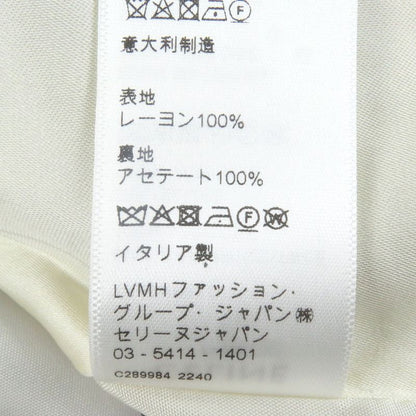 意大利制造
表地
レーヨン100%
裏地
アセテート100%
イタリア製
LVMHファッション・
グループ・ジャパン㈱
セリーヌジャパン
03 - 5414 - 1401
C289984 2240